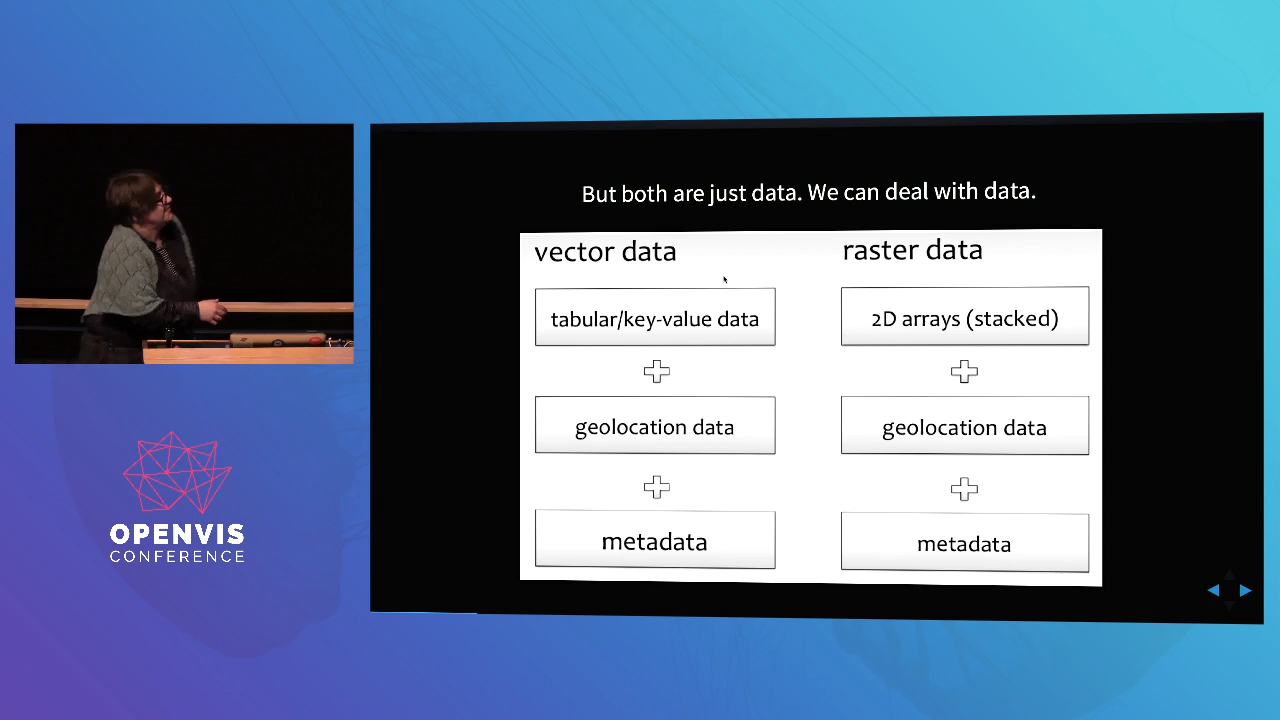 But both are just data. We can deal with data.
vector data
raster data
tabular/key-value data
2D arrays (stacked)
geolocation data
geolocation data
metadata
metadata
OPENVIS
CONFERENCE